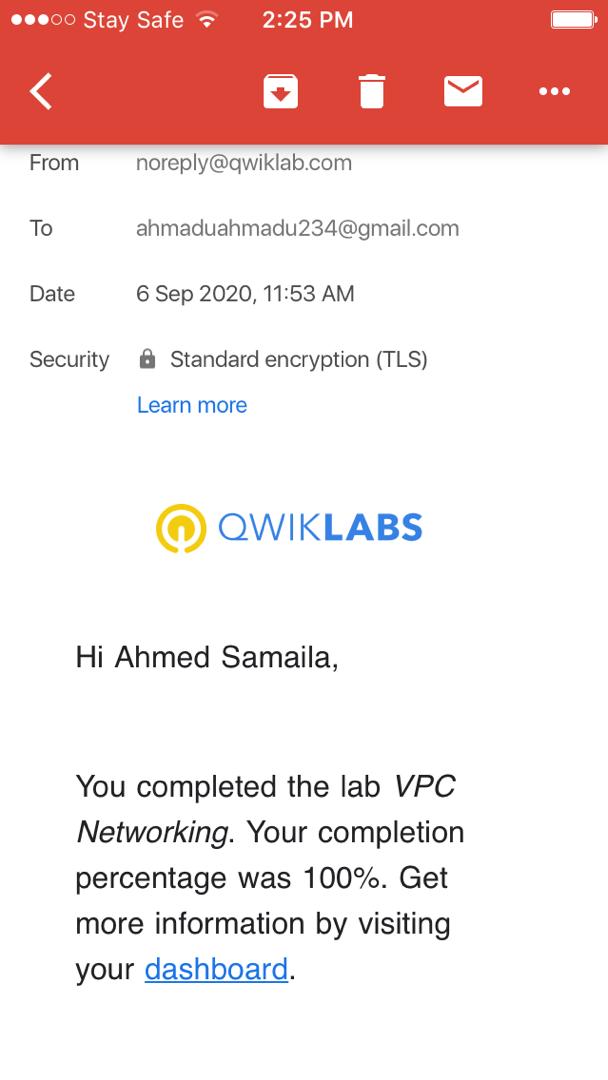 Stay Safe 2:25 PM
From noreply@qwiklab.com
To ahmaduahmadu234@gmail.com
Date 6 Sep 2020, 11:53 AM
Security Standard encryption (TLS)
Learn more
QWIKLABS
Hi Ahmed Samaila,
You completed the lab VPC
Networking. Your completion
percentage was 100%. Get
more information by visiting
your dashboard.